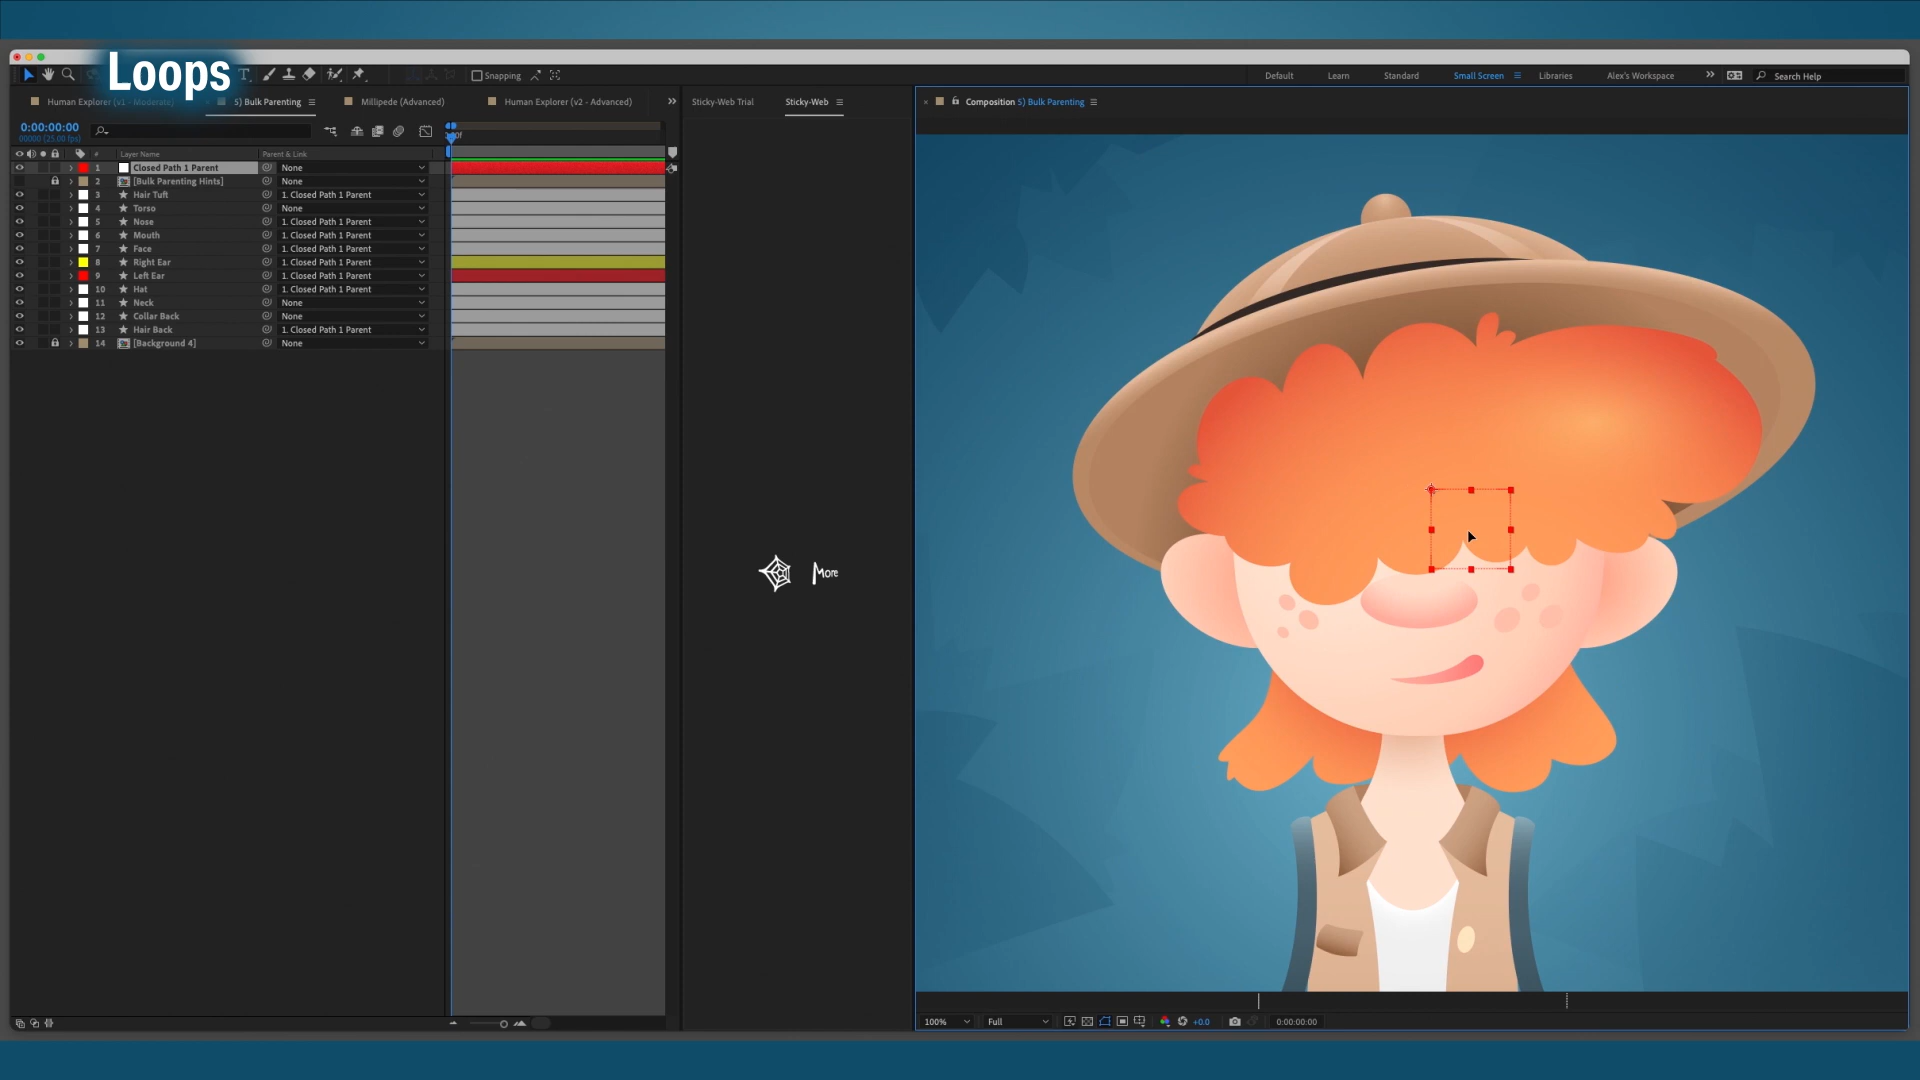 Loops
Snapping
Default
Learn
Standard
Small Screen
Libraries
Alex's Workspace
Search Help
Human Explorer (v1 - Moderate)
5) Bulk Parenting
Millipede (Advanced)
Human Explorer (v2 - Advanced)
Sticky-Web Trial
Sticky-Web
Composition 5) Bulk Parenting
0:00:00:00
00000 (25.00 fps)
# Layer Name Parent & Link
1 Closed Path 1 Parent None
2 [Bulk Parenting Hints] None
3 Hair Tuft 1. Closed Path 1 Parent
4 Torso None
5 Nose 1. Closed Path 1 Parent
6 Mouth 1. Closed Path 1 Parent
7 Face 1. Closed Path 1 Parent
8 Right Ear 1. Closed Path 1 Parent
9 Left Ear 1. Closed Path 1 Parent
10 Hat 1. Closed Path 1 Parent
11 Neck None
12 Collar Back None
13 Hair Back 1. Closed Path 1 Parent
14 [Background 4] None
More
100%
Full
+0.0
0:00:00:00